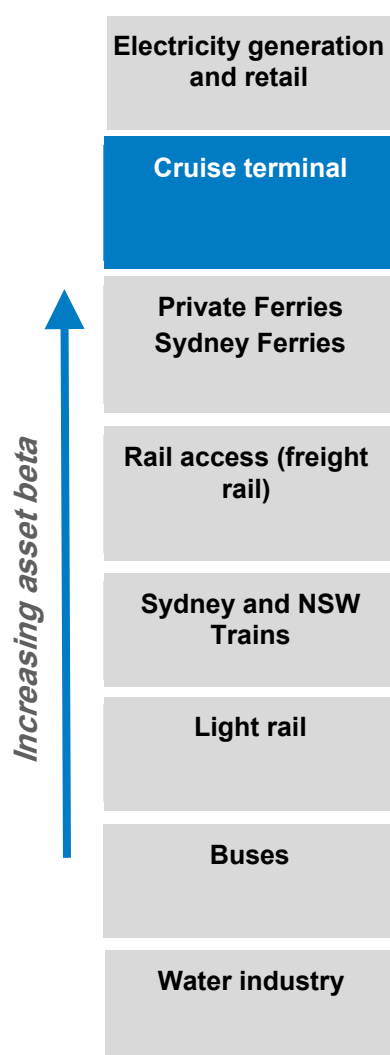 Electricity generation
and retail
Cruise terminal
Private Ferries
Sydney Ferries
Rail access (freight
rail)
Sydney and NSW
Trains
Light rail
Buses
Water industry
Increasing asset beta